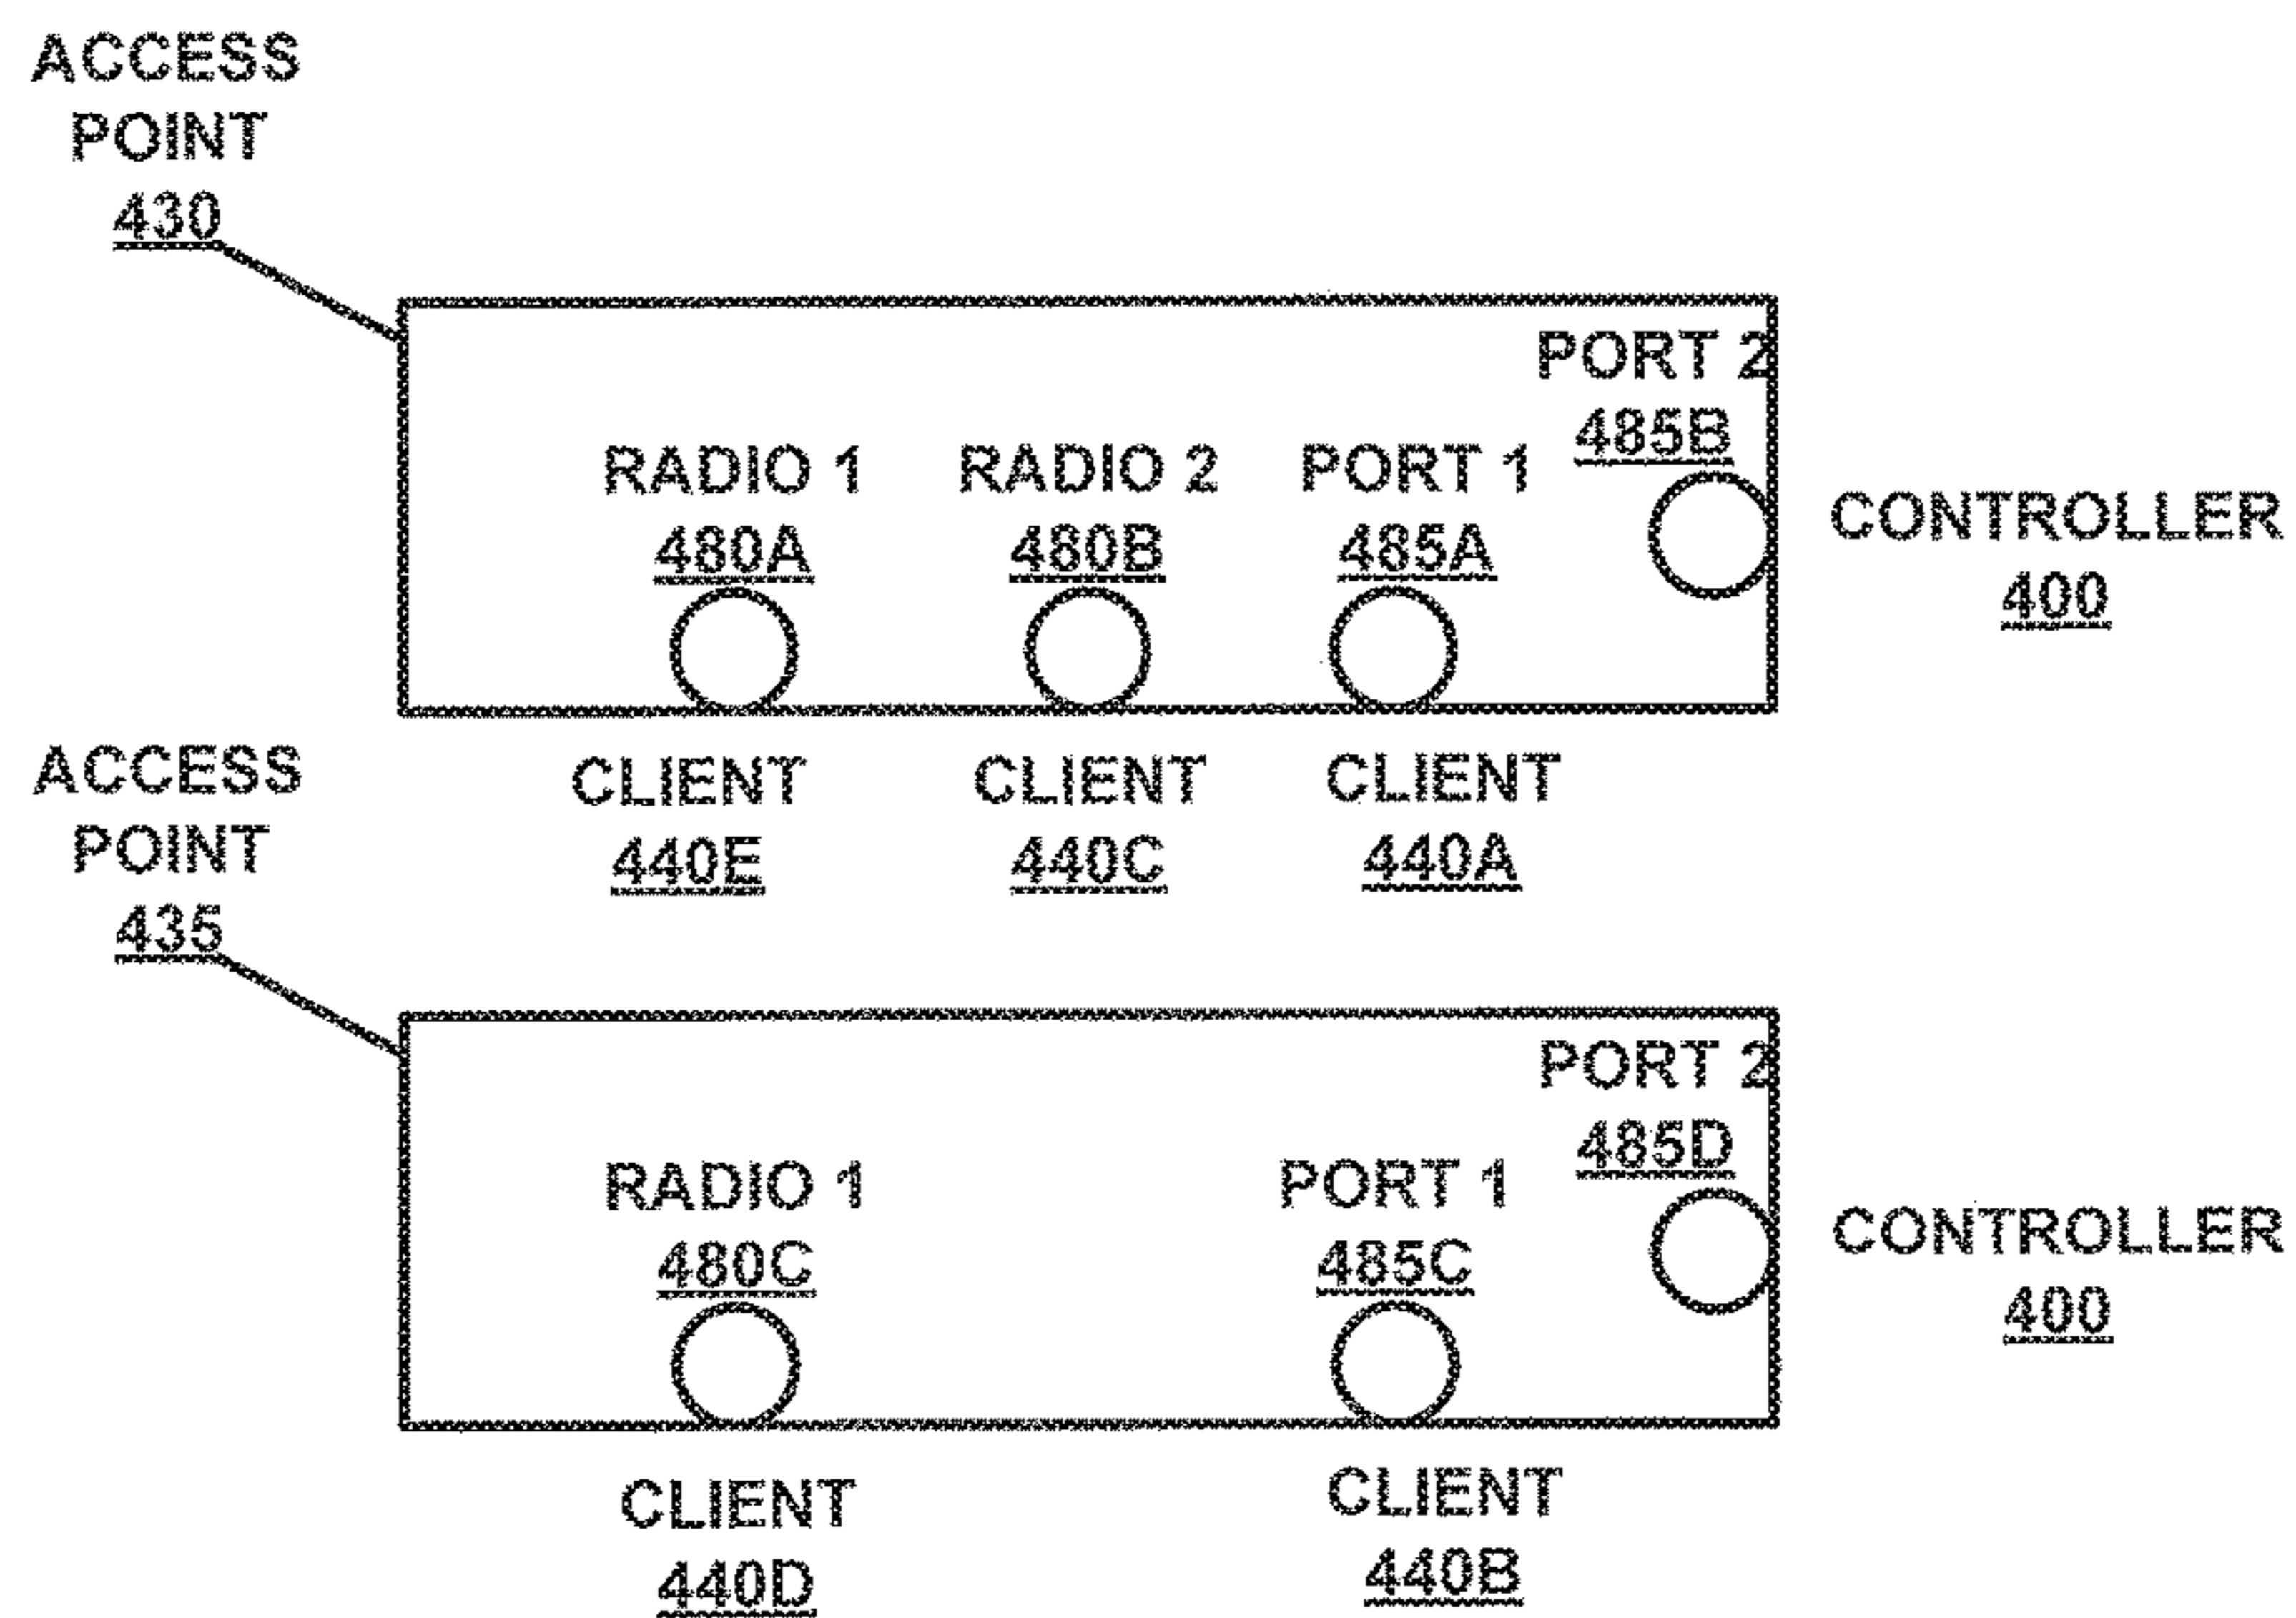 ACCESS
POINT
430
PORT 2
485B
RADIO 1
480A
RADIO 2
480B
PORT 1
485A
CONTROLLER
400
CLIENT
440E
CLIENT
440C
CLIENT
440A
ACCESS
POINT
435
PORT 2
485D
RADIO 1
480C
PORT 1
485C
CONTROLLER
400
CLIENT
440D
CLIENT
440B